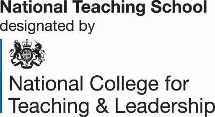 National Teaching School
designated by
National College for
Teaching & Leadership